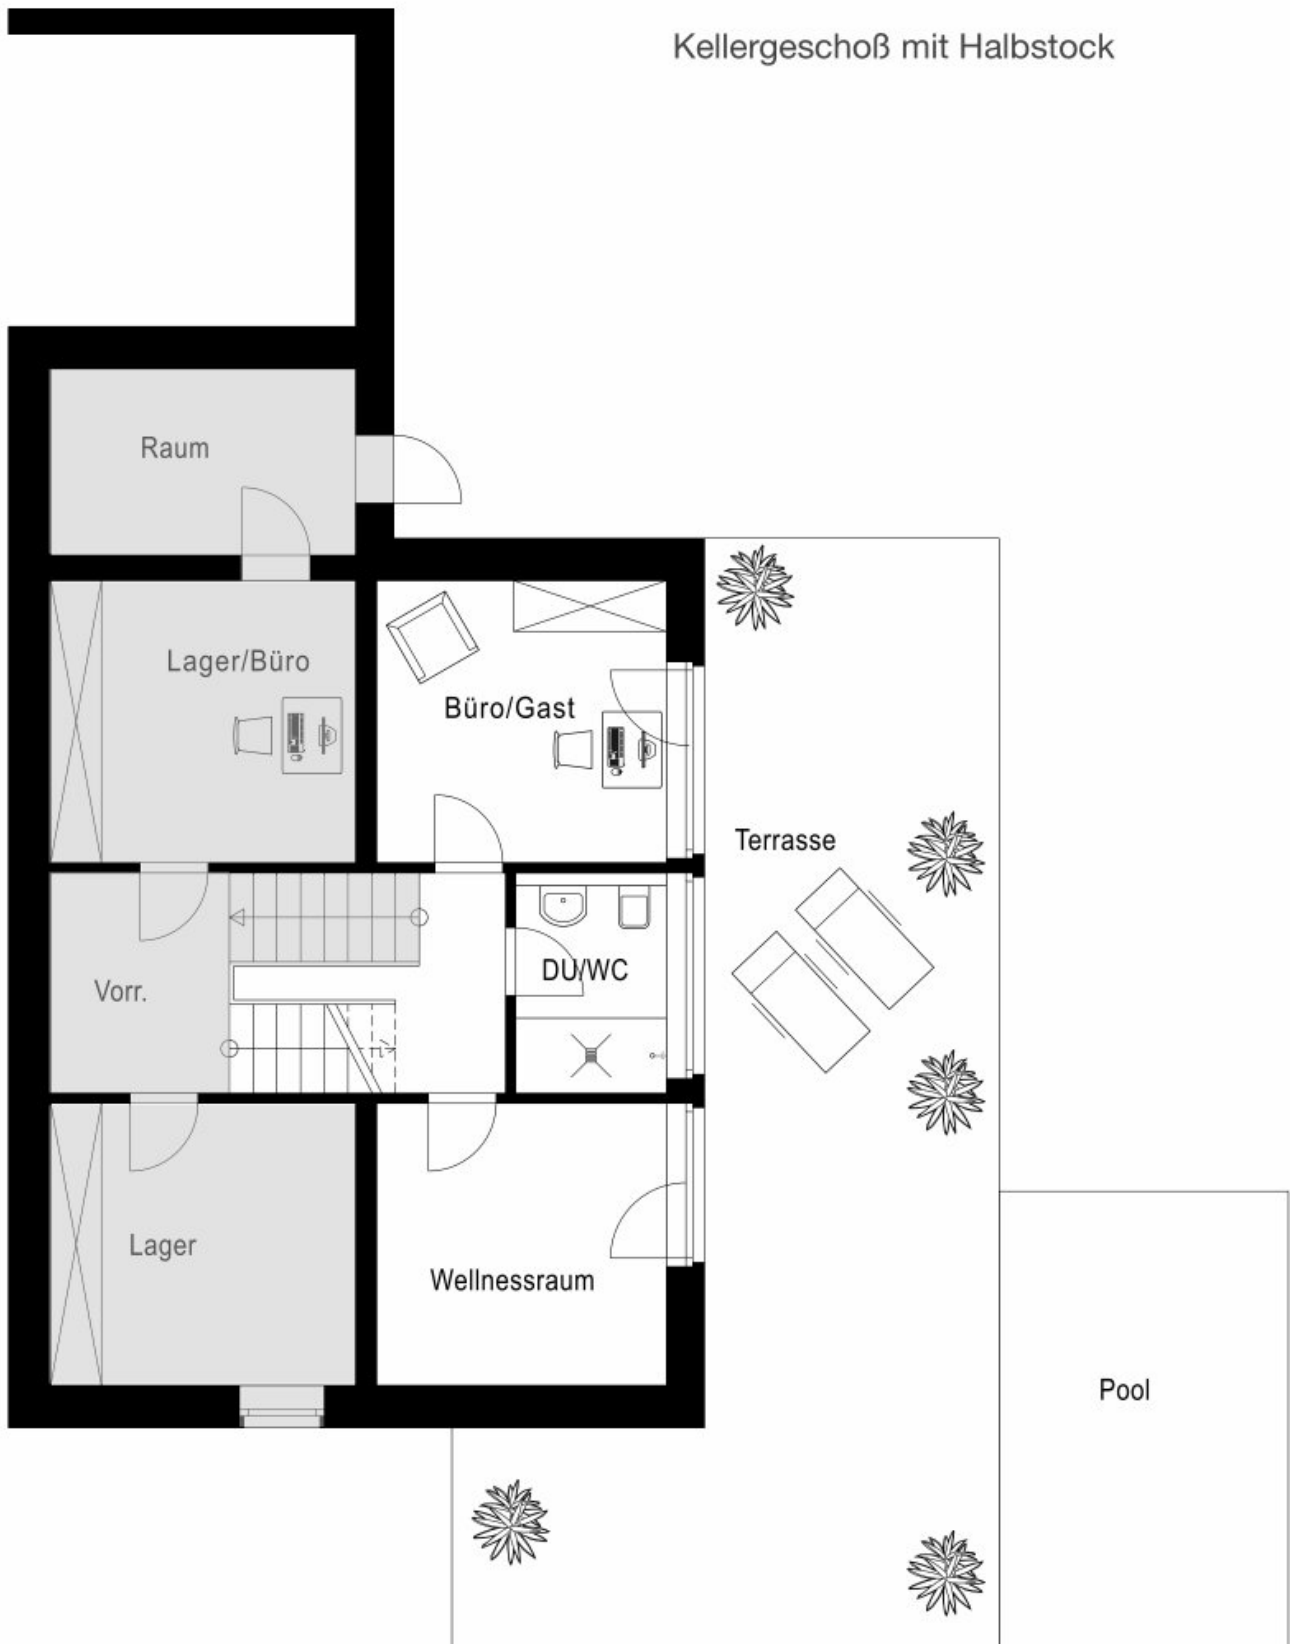 Kellergeschoß mit Halbstock
Raum
Lager/Büro
Büro/Gast
Terrasse
DU/WC
Vorr.
Lager
Wellnessraum
Pool